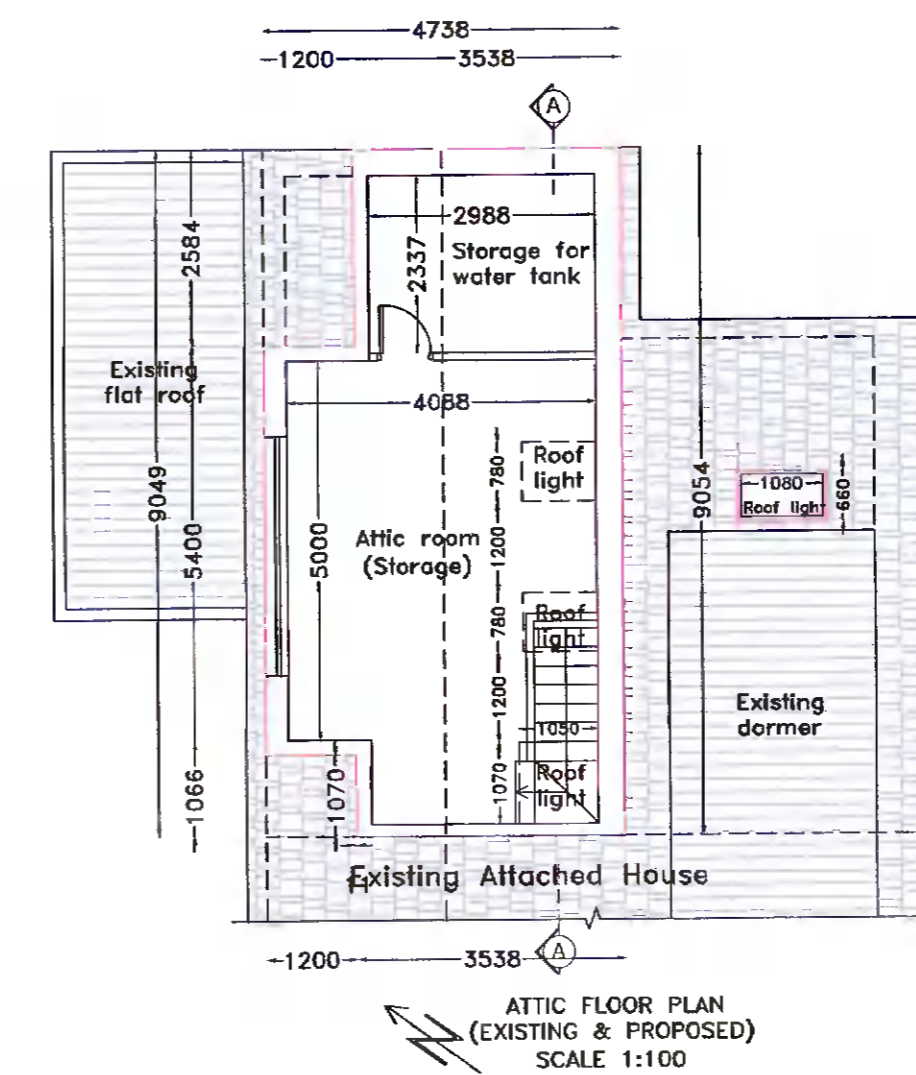 4738
1200
3538
A
2988
2337
Storage for
water tank
2584
Existing
flat roof
9049
5400
1066
4088
5000
Attic room
(Storage)
780
1200
780
1200
1070
Roof
light
Roof
light
1050
Roof
light
1070
9054
1080
Roof light
660
Existing
dormer
Existing Attached House
1200
3538
A
ATTIC FLOOR PLAN
(EXISTING & PROPOSED)
SCALE 1:100